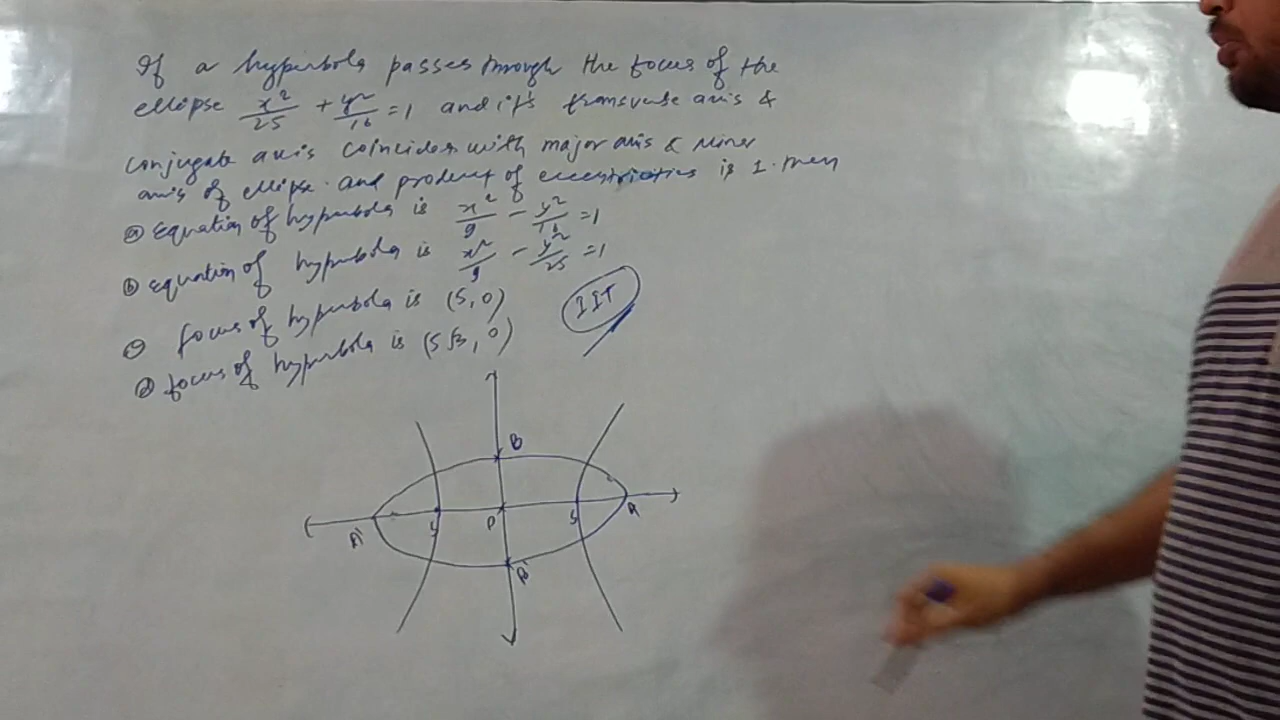 If a hyperbola passes through the focus of the
ellipse x²/25 + y²/16 = 1 and it's transverse axis &
conjugate axis coincides with major axis & minor
axis of ellipse. and product of eccentricities is 1. then
ⓐ equation of hyperbola is x²/9 - y²/16 = 1
ⓑ equation of hyperbola is x²/9 - y²/25 = 1
ⓒ focus of hyperbola is (5, 0)
ⓓ focus of hyperbola is (5√3, 0)
IIT
B
A' S' P S A
B'